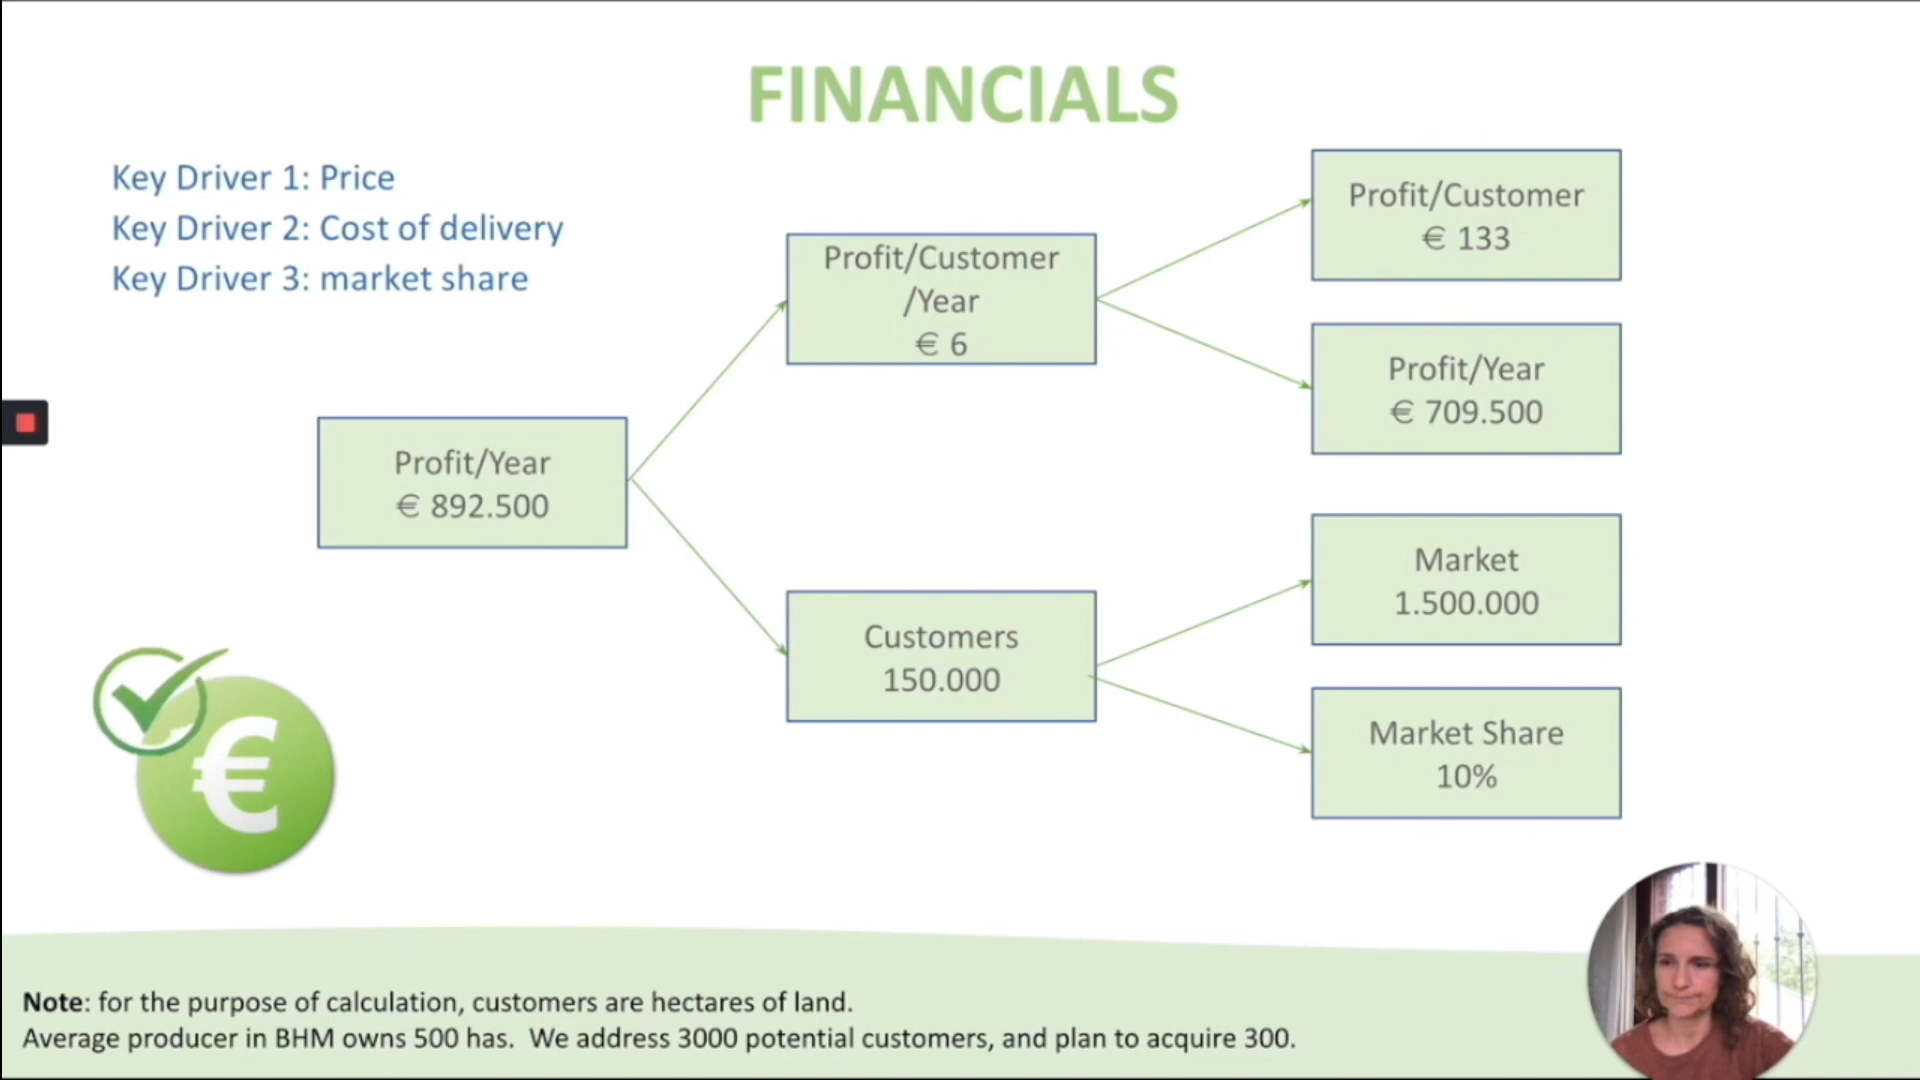 FINANCIALS
Key Driver 1: Price
Key Driver 2: Cost of delivery
Key Driver 3: market share
Profit/Year
€ 892.500
Profit/Customer
/Year
€ 6
Customers
150.000
Profit/Customer
€ 133
Profit/Year
€ 709.500
Market
1.500.000
Market Share
10%
€
Note: for the purpose of calculation, customers are hectares of land.
Average producer in BHM owns 500 has. We address 3000 potential customers, and plan to acquire 300.